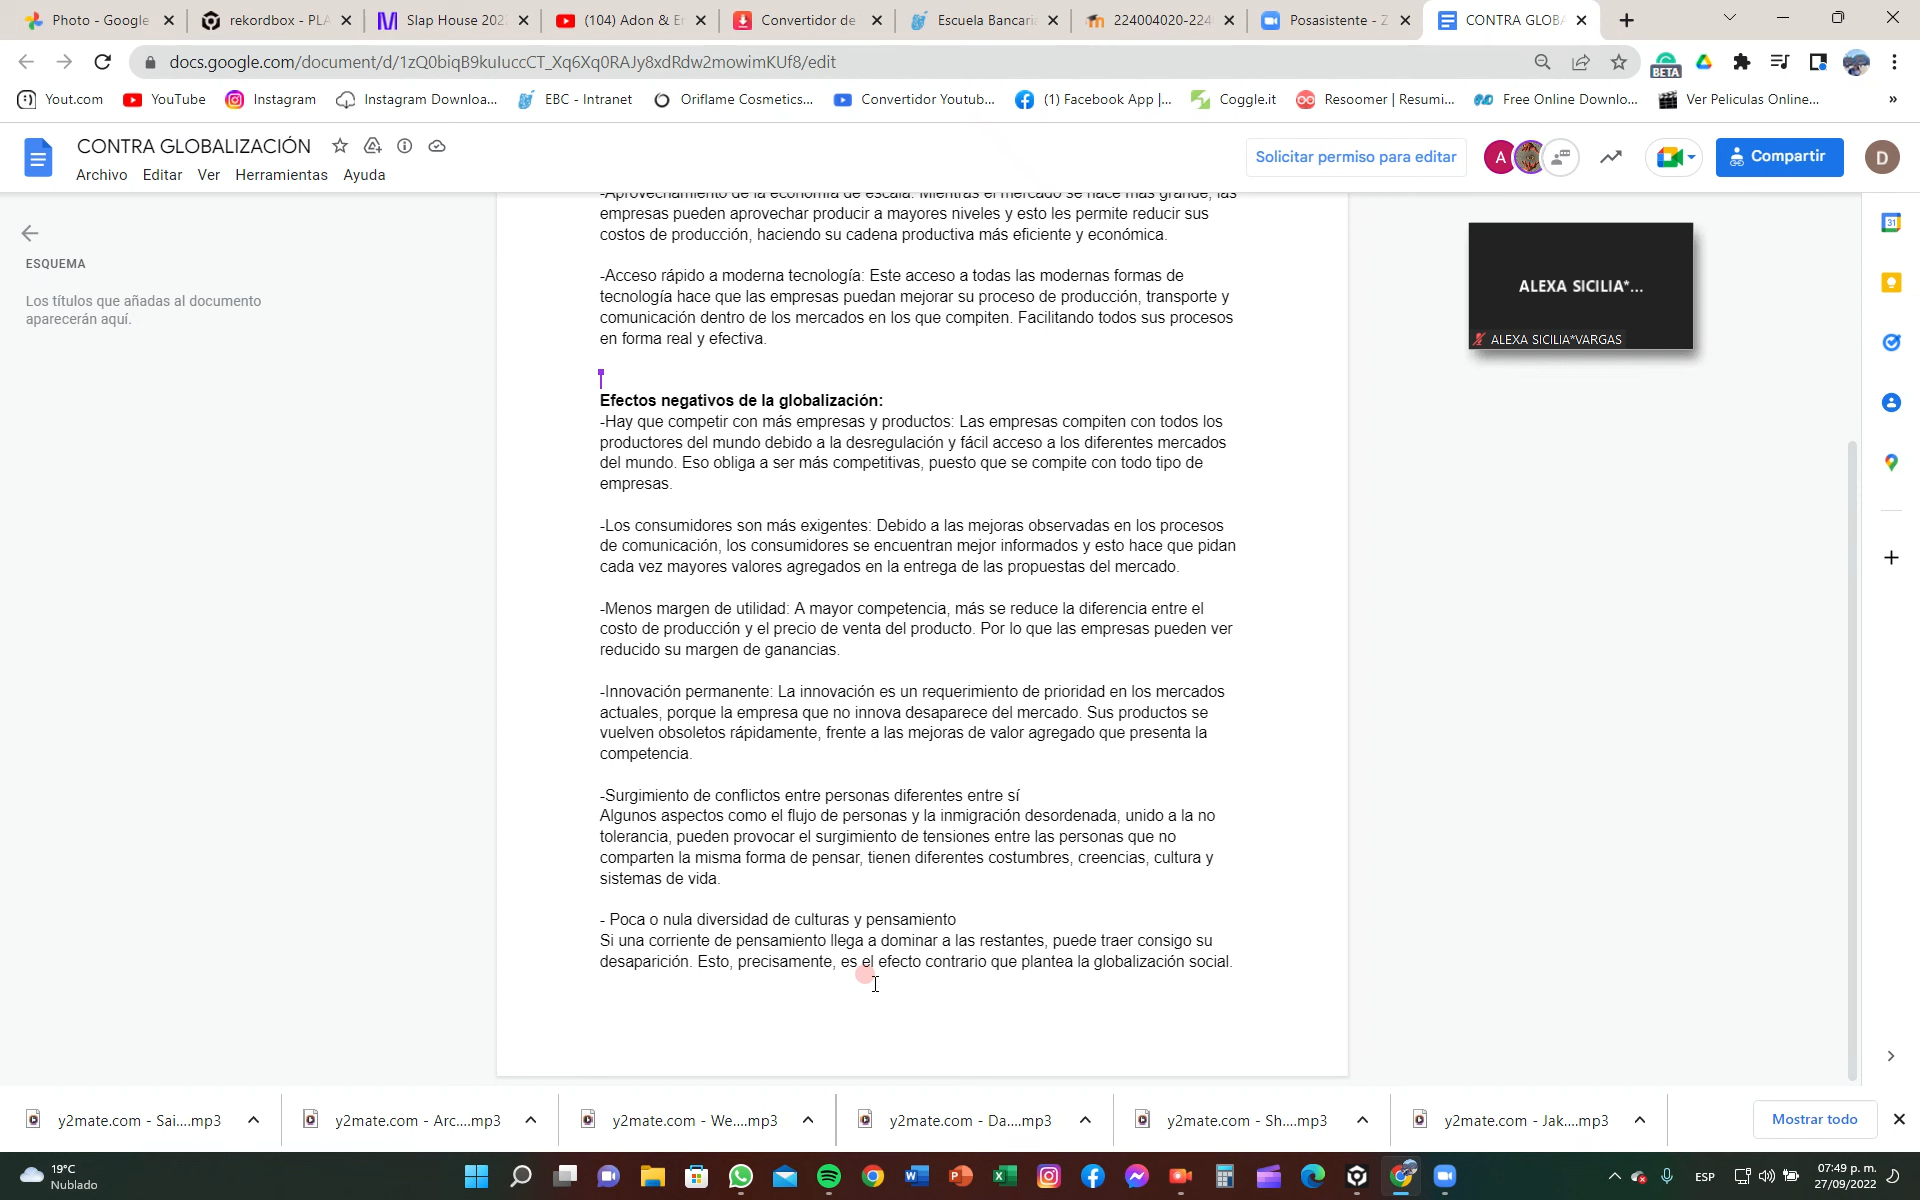 Photo - Google
rekordbox - PLA
Slap House 202
(104) Adon & E
Convertidor de
Escuela Bancari
224004020-224
Posasistente - Z
CONTRA GLOBA
docs.google.com/document/d/1zQ0biqB9kuluccCT_Xq6Xq0RAJy8xdRdw2mowimKUf8/edit
BETA
Yout.com
YouTube
Instagram
Instagram Downloa...
EBC - Intranet
Oriflame Cosmetics...
Convertidor Youtub...
(1) Facebook App |...
Coggle.it
Resoomer | Resumi...
Free Online Downlo...
Ver Peliculas Online...
»
CONTRA GLOBALIZACIÓN
Archivo Editar Ver Herramientas Ayuda
Solicitar permiso para editar
A
Compartir
D
ESQUEMA
Los títulos que añadas al documento
aparecerán aquí.
-Aprovechamiento de la economía de escala: Mientras el mercado se hace más grande, las
empresas pueden aprovechar producir a mayores niveles y esto les permite reducir sus
costos de producción, haciendo su cadena productiva más eficiente y económica.
-Acceso rápido a moderna tecnología: Este acceso a todas las modernas formas de
tecnología hace que las empresas puedan mejorar su proceso de producción, transporte y
comunicación dentro de los mercados en los que compiten. Facilitando todos sus procesos
en forma real y efectiva.
Efectos negativos de la globalización:
-Hay que competir con más empresas y productos: Las empresas compiten con todos los
productores del mundo debido a la desregulación y fácil acceso a los diferentes mercados
del mundo. Eso obliga a ser más competitivas, puesto que se compite con todo tipo de
empresas.
-Los consumidores son más exigentes: Debido a las mejoras observadas en los procesos
de comunicación, los consumidores se encuentran mejor informados y esto hace que pidan
cada vez mayores valores agregados en la entrega de las propuestas del mercado.
-Menos margen de utilidad: A mayor competencia, más se reduce la diferencia entre el
costo de producción y el precio de venta del producto. Por lo que las empresas pueden ver
reducido su margen de ganancias.
-Innovación permanente: La innovación es un requerimiento de prioridad en los mercados
actuales, porque la empresa que no innova desaparece del mercado. Sus productos se
vuelven obsoletos rápidamente, frente a las mejoras de valor agregado que presenta la
competencia.
-Surgimiento de conflictos entre personas diferentes entre sí
Algunos aspectos como el flujo de personas y la inmigración desordenada, unido a la no
tolerancia, pueden provocar el surgimiento de tensiones entre las personas que no
comparten la misma forma de pensar, tienen diferentes costumbres, creencias, cultura y
sistemas de vida.
- Poca o nula diversidad de culturas y pensamiento
Si una corriente de pensamiento llega a dominar a las restantes, puede traer consigo su
desaparición. Esto, precisamente, es el efecto contrario que plantea la globalización social.
ALEXA SICILIA*...
ALEXA SICILIA*VARGAS
31
y2mate.com - Sai....mp3
y2mate.com - Arc....mp3
y2mate.com - We....mp3
y2mate.com - Da....mp3
y2mate.com - Sh....mp3
y2mate.com - Jak....mp3
Mostrar todo
19°C
Nublado
ESP
07:49 p. m.
27/09/2022